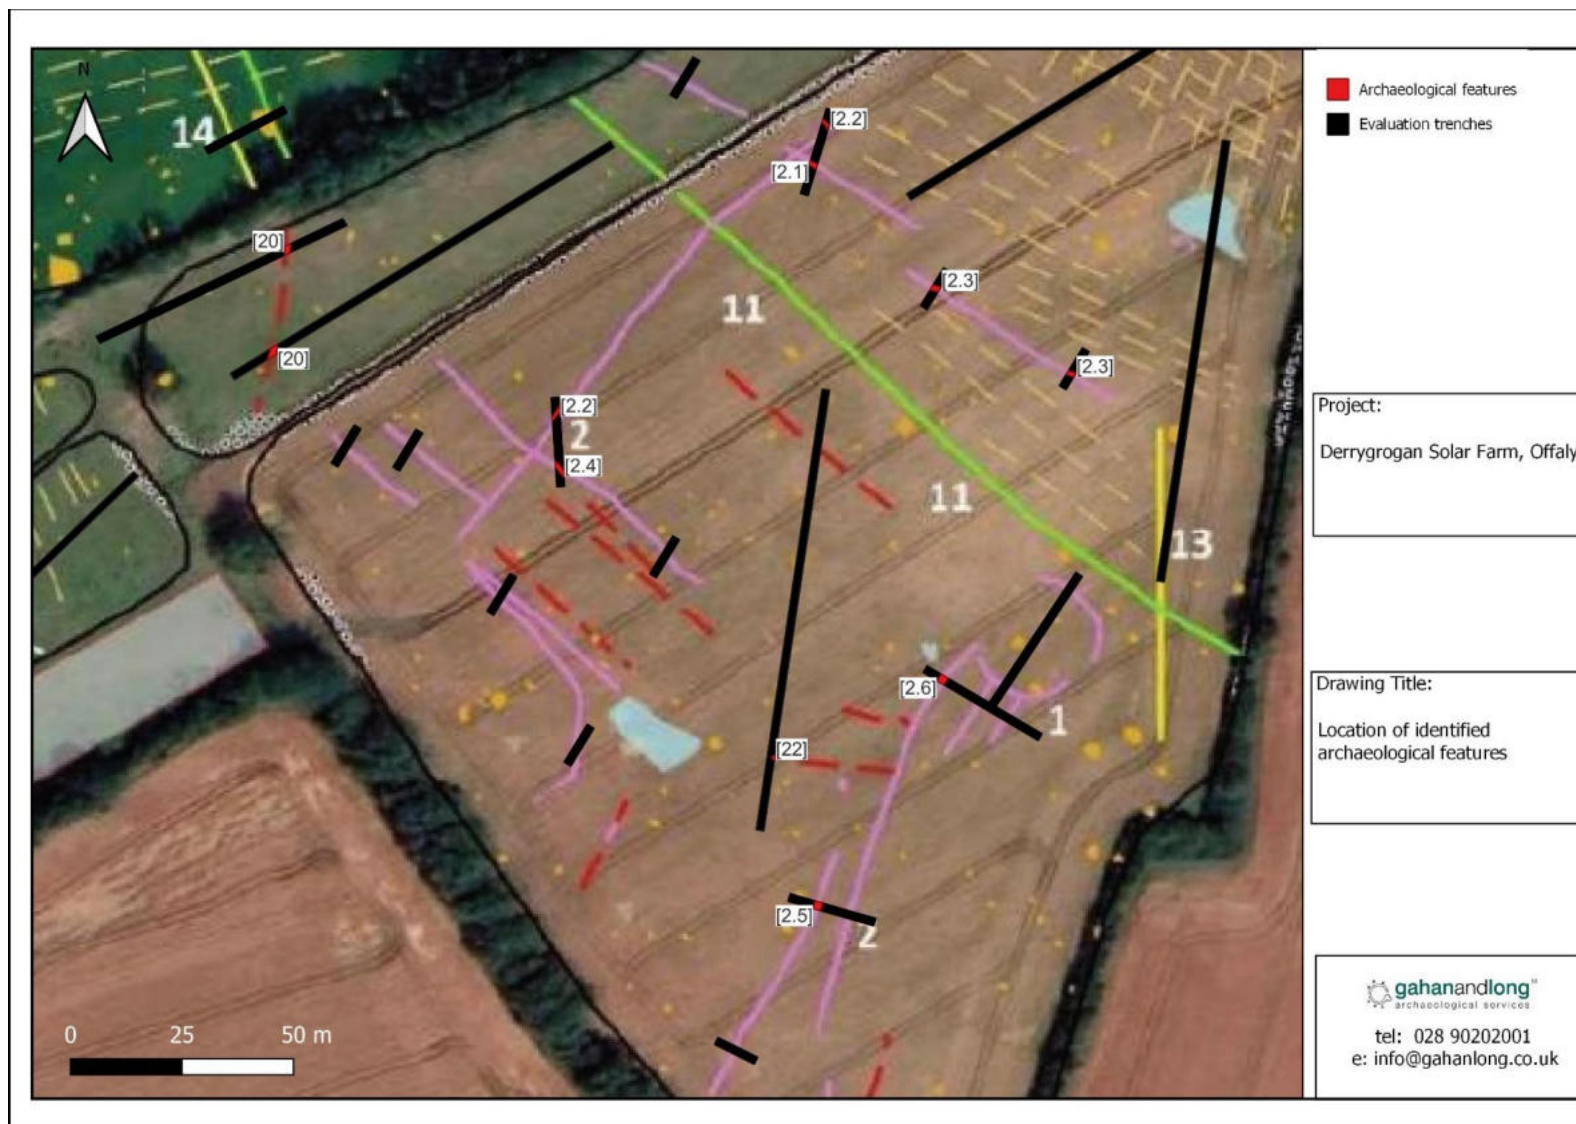 N
14
[2.2]
[2.1]
[20]
[20]
11
[2.3]
[2.3]
[2.2]
2
[2.4]
11
13
[2.6]
1
[22]
[2.5]
2
0 25 50 m
Archaeological features
Evaluation trenches
Project:
Derrygrogan Solar Farm, Offaly
Drawing Title:
Location of identified
archaeological features
gahanandlong
archaeological services
tel: 028 90202001
e: info@gahanlong.co.uk